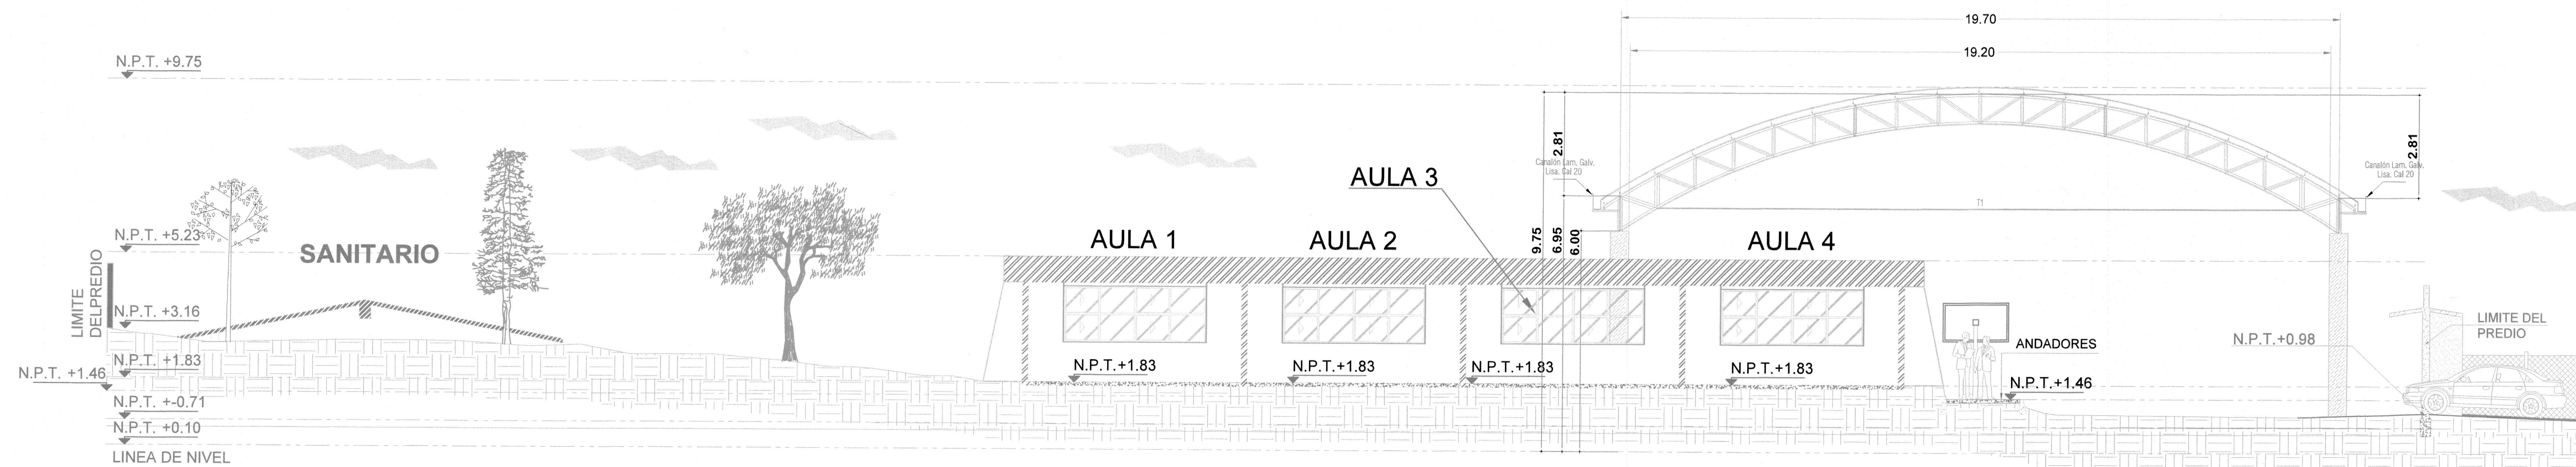 19.70
19.20
N.P.T. +9.75
2.81
2.81
Canalón Lam. Galv.
Lisa. Cal 20
Canalón Lam. Galv.
Lisa. Cal 20
AULA 3
T1
N.P.T. +5.23
SANITARIO
AULA 1
AULA 2
9.75
6.95
6.00
AULA 4
LIMITE
DELPREDIO
N.P.T. +3.16
LIMITE DEL
PREDIO
N.P.T.+0.98
ANDADORES
N.P.T. +1.83
N.P.T.+1.83
N.P.T.+1.83
N.P.T.+1.83
N.P.T.+1.83
N.P.T. +1.46
N.P.T.+1.46
N.P.T. +-0.71
N.P.T. +0.10
LINEA DE NIVEL